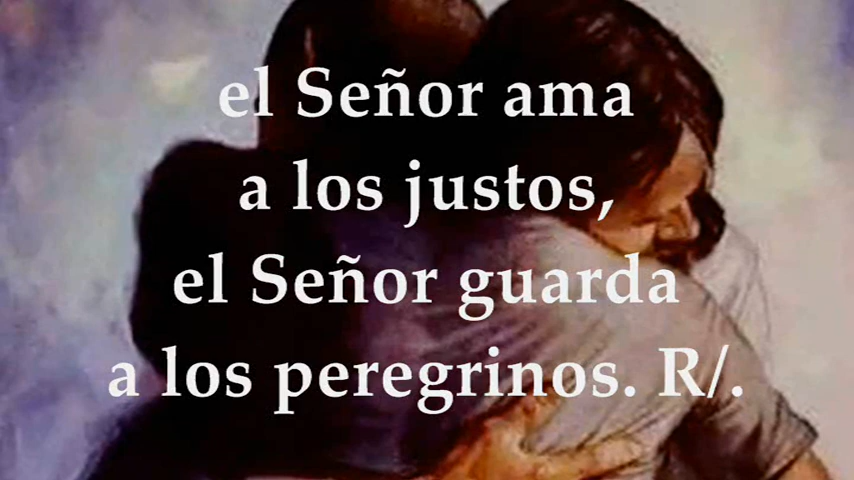 el Señor ama
a los justos,
el Señor guarda
a los peregrinos. R/.